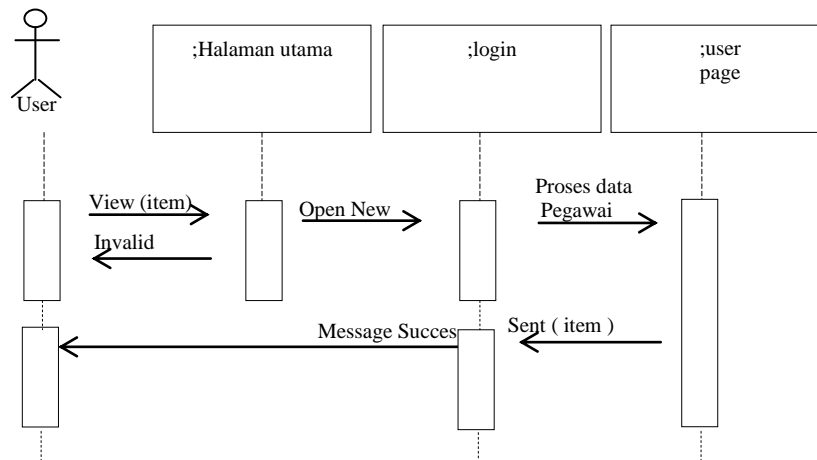 ;Halaman utama
;login
;user
page
User
View (item)
Open New
Proses data
Pegawai
Invalid
Message Succes
Sent ( item )